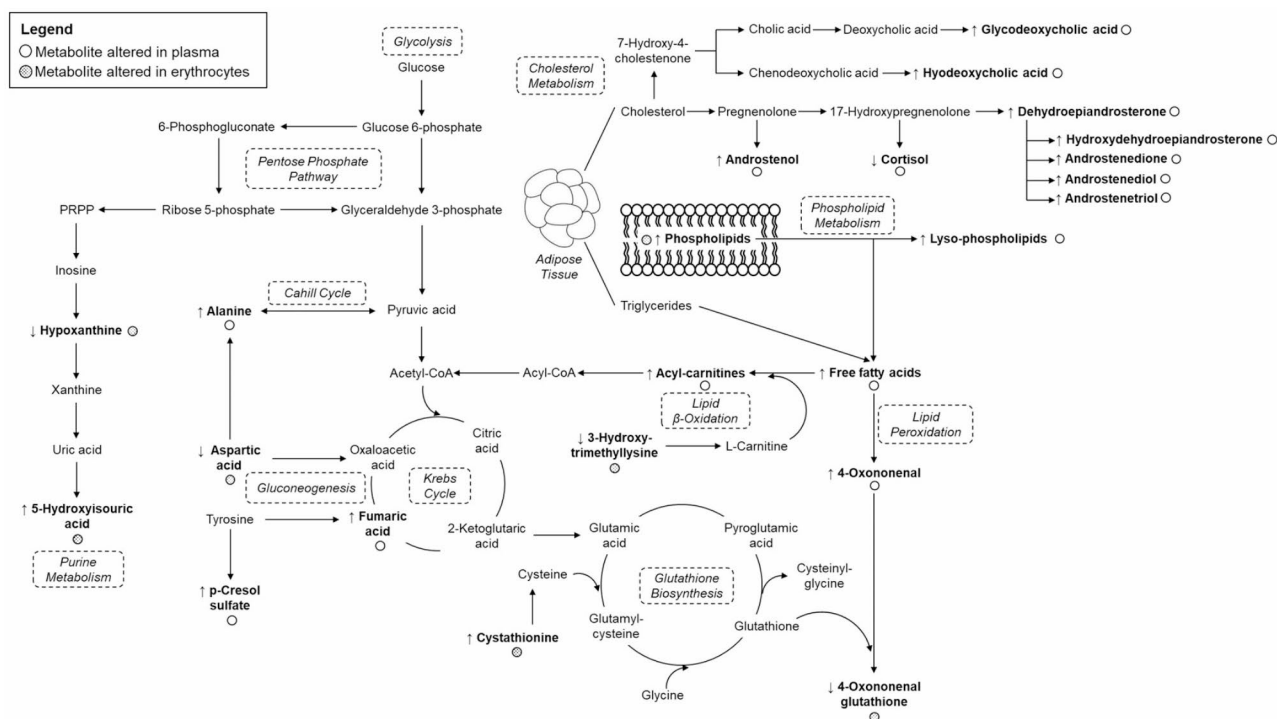 Legend
Metabolite altered in plasma
Metabolite altered in erythrocytes
Glycolysis
Glucose
6-Phosphogluconate
Glucose 6-phosphate
Pentose Phosphate
Pathway
PRPP
Ribose 5-phosphate
Glyceraldehyde 3-phosphate
Inosine
Cahill Cycle
↑ Alanine
Pyruvic acid
↓ Hypoxanthine
Xanthine
Acetyl-CoA
Acyl-CoA
↑ Acyl-carnitines
↑ Free fatty acids
Uric acid
↓ Aspartic
acid
Oxaloacetic
acid
Citric
acid
Gluconeogenesis
Krebs
Cycle
↑ 5-Hydroxyisouric
acid
Purine
Metabolism
Tyrosine
↑ Fumaric
acid
2-Ketoglutaric
acid
↑ p-Cresol
sulfate
Cholesterol
Metabolism
7-Hydroxy-4-
cholestenone
Cholic acid
Deoxycholic acid
↑ Glycodeoxycholic acid
Chenodeoxycholic acid
↑ Hyodeoxycholic acid
Cholesterol
Pregnenolone
17-Hydroxypregnenolone
↑ Dehydroepiandrosterone
↑ Hydroxydehydroepiandrosterone
↑ Androstenedione
↑ Androstenediol
↑ Androstenetriol
↑ Androstenol
↓ Cortisol
Adipose
Tissue
↑ Phospholipids
Phospholipid
Metabolism
↑ Lyso-phospholipids
Triglycerides
Lipid
β-Oxidation
↓ 3-Hydroxy-
trimethyllysine
L-Carnitine
Lipid
Peroxidation
↑ 4-Oxononenal
Glutamic
acid
Pyroglutamic
acid
Cysteine
Glutathione
Biosynthesis
Cysteinyl-
glycine
Glutamyl-
cysteine
Glutathione
↑ Cystathionine
Glycine
↓ 4-Oxononenal
glutathione